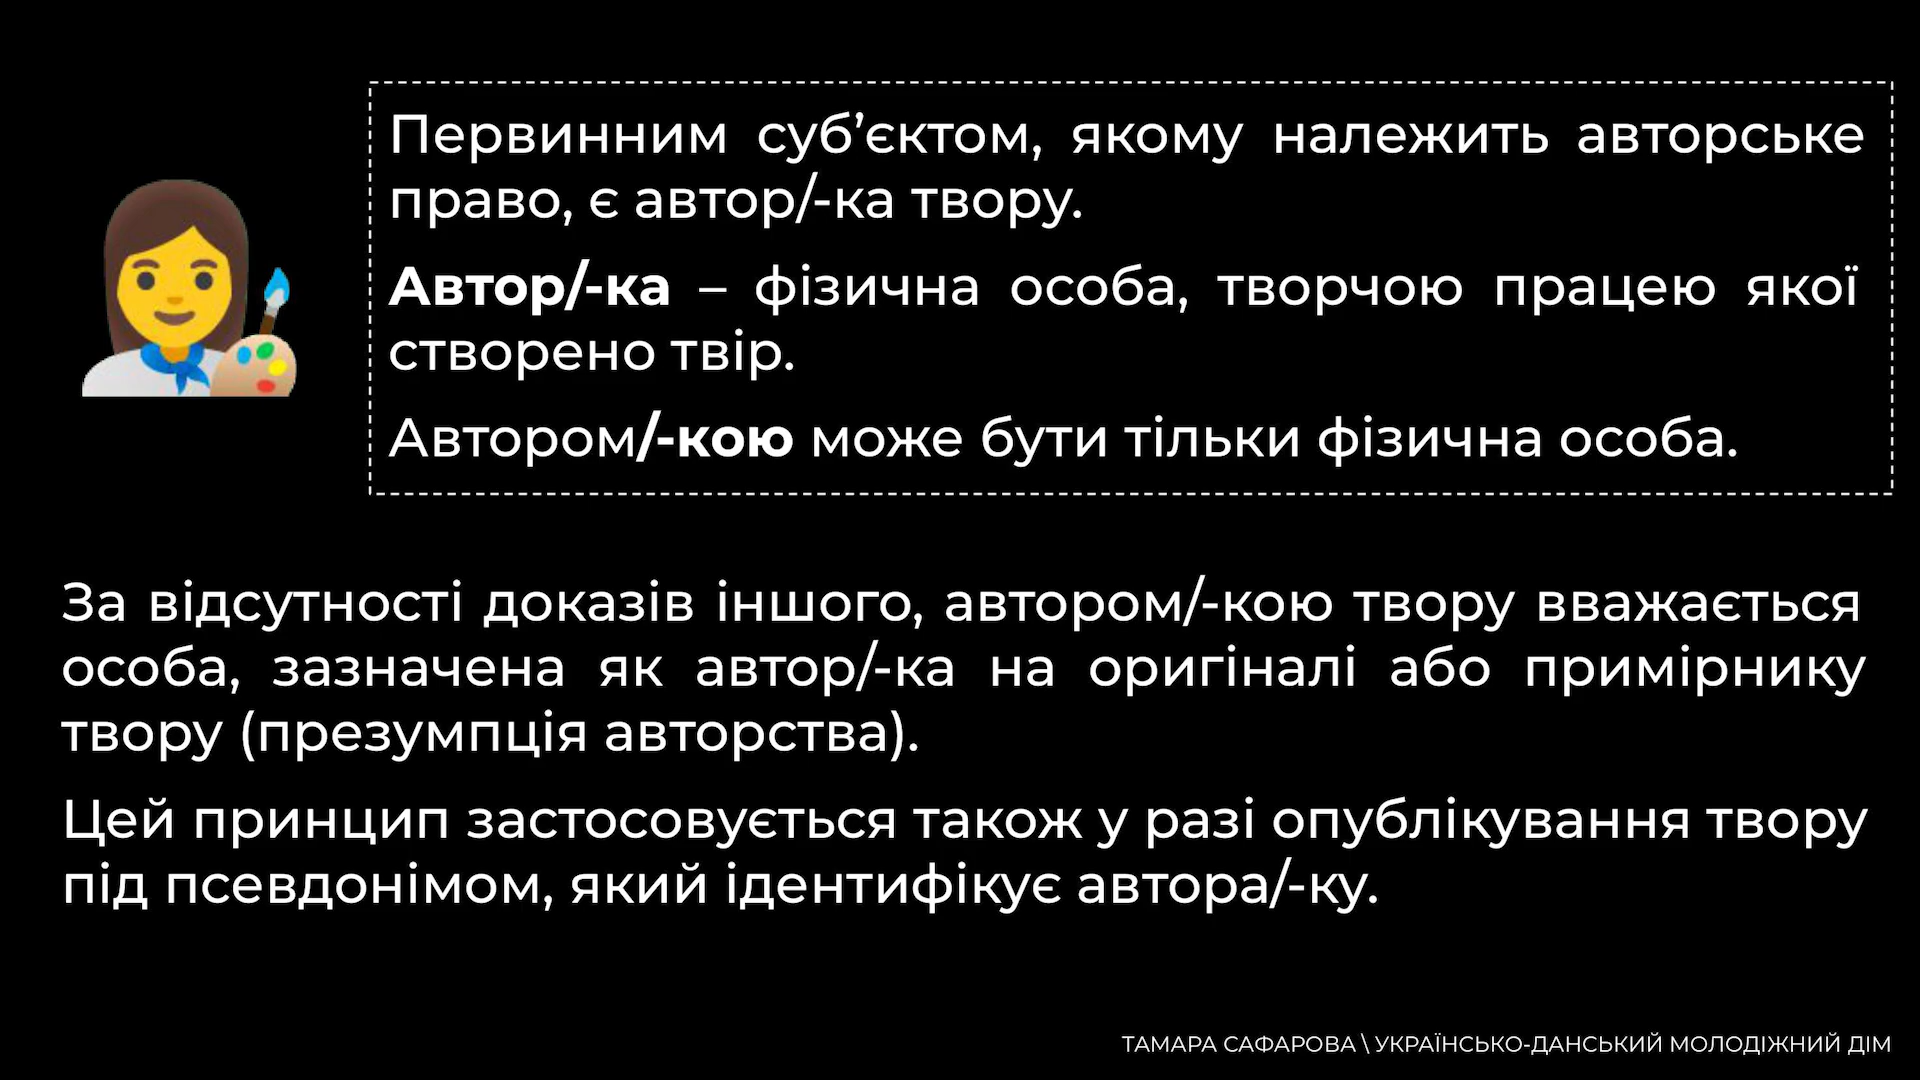 Первинним суб’єктом, якому належить авторське
право, є автор/-ка твору.
Автор/-ка – фізична особа, творчою працею якої
створено твір.
Автором/-кою може бути тільки фізична особа.
За відсутності доказів іншого, автором/-кою твору вважається
особа, зазначена як автор/-ка на оригіналі або примірнику
твору (презумпція авторства).
Цей принцип застосовується також у разі опублікування твору
під псевдонімом, який ідентифікує автора/-ку.
ТАМАРА САФАРОВА \ УКРАЇНСЬКО-ДАНСЬКИЙ МОЛОДІЖНИЙ ДІМ